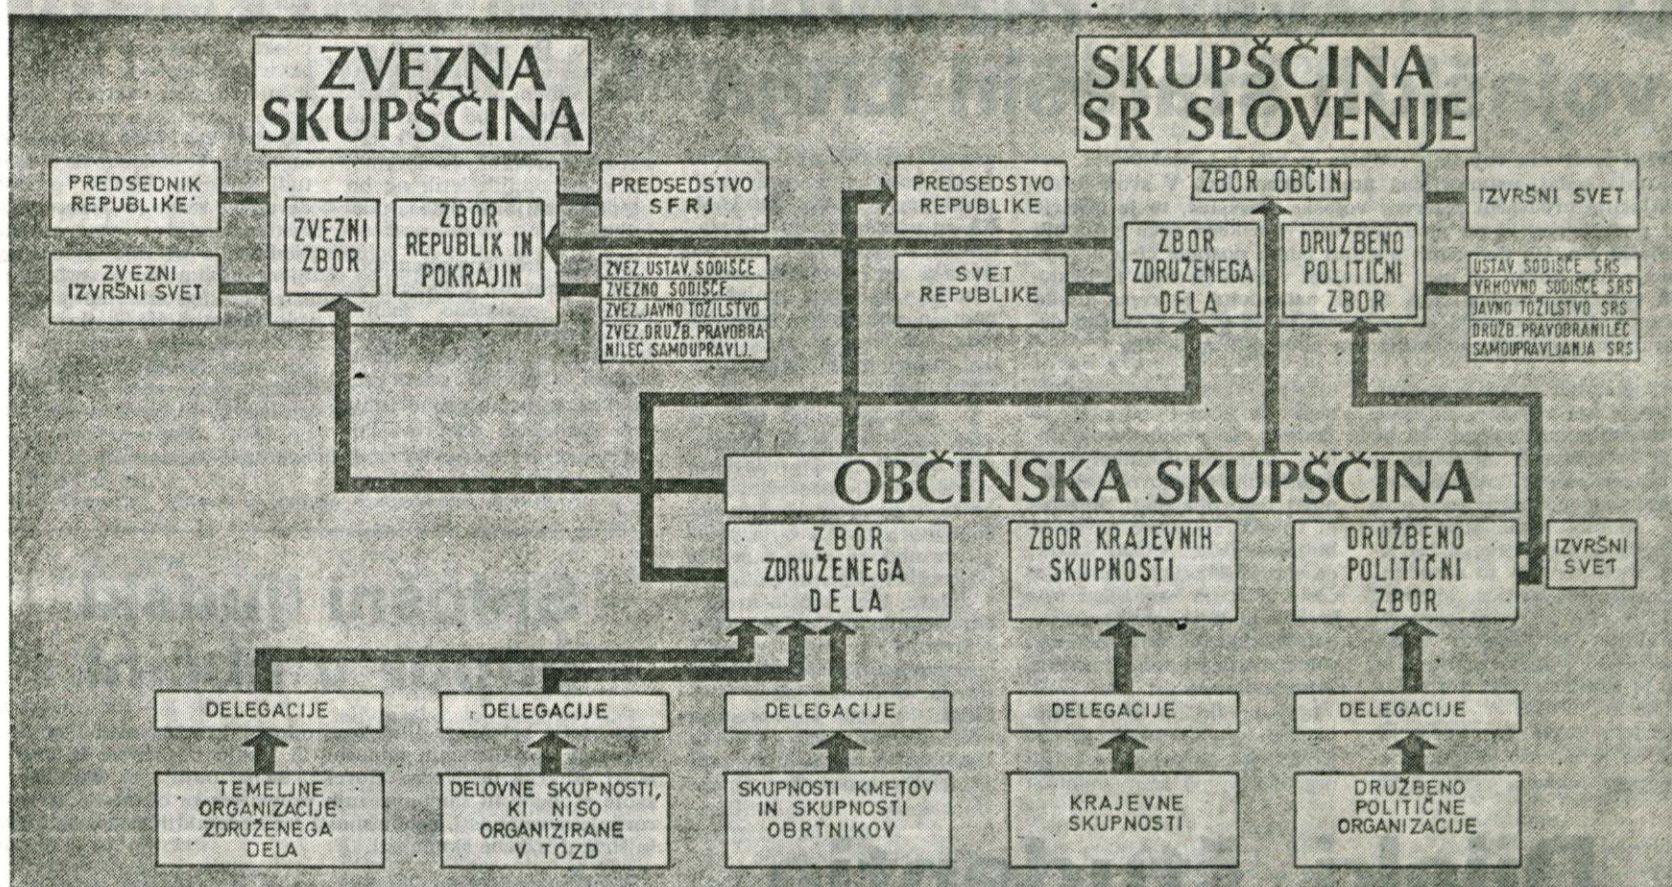 ZVEZNA
SKUPŠČINA
SKUPŠČINA
SR SLOVENIJE
PREDSEDNIK
REPUBLIKE
ZVEZNI
IZVRŠNI SVET
ZVEZNI
ZBOR
ZBOR
REPUBLIK IN
POKRAJIN
PREDSEDSTVO
SFRJ
ZVEZ. USTAV. SODIŠČE
ZVEZNO SODIŠČE
ZVEZ. JAVNO TOŽILSTVO
ZVEZ. DRUŽB. PRAVOBRA-
NILEC SAMOUPRAVLJ.
PREDSEDSTVO
REPUBLIKE
SVET
REPUBLIKE
ZBOR OBČIN
ZBOR
ZDRUŽENEGA
DELA
DRUŽBENO
POLITIČNI
ZBOR
IZVRŠNI SVET
USTAV. SODIŠČE SRS
VRHOVNO SODIŠČE SRS
JAVNO TOŽILSTVO SRS
DRUŽB. PRAVOBRANILEC
SAMOUPRAVLJANJA SRS
OBČINSKA SKUPŠČINA
ZBOR
ZDRUŽENEGA
DELA
ZBOR KRAJEVNIH
SKUPNOSTI
DRUŽBENO
POLITIČNI
ZBOR
IZVRŠNI
SVET
DELEGACIJE
DELEGACIJE
DELEGACIJE
DELEGACIJE
DELEGACIJE
TEMELJNE
ORGANIZACIJE
ZDRUŽENEGA
DELA
DELOVNE SKUPNOSTI,
KI NISO
ORGANIZIRANE
V TOZD
SKUPNOSTI KMETOV
IN SKUPNOSTI
OBRTNIKOV
KRAJEVNE
SKUPNOSTI
DRUŽBENO
POLITIČNE
ORGANIZACIJE